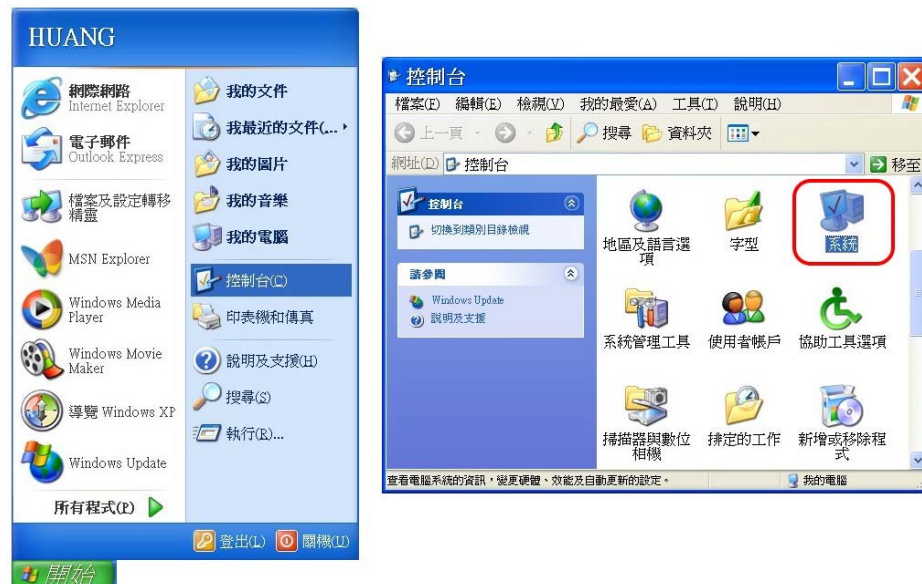 HUANG
網際網路
Internet Explorer
電子郵件
Outlook Express
檔案及設定轉移
精靈
MSN Explorer
Windows Media
Player
Windows Movie
Maker
導覽 Windows XP
Windows Update
所有程式(P)
我的文件
我最近的文件(...
我的圖片
我的音樂
我的電腦
控制台(C)
印表機和傳真
說明及支援(H)
搜尋(S)
執行(R)...
登出(L) 關機(U)
開始
控制台
檔案(F) 編輯(E) 檢視(V) 我的最愛(A) 工具(T) 說明(H)
上一頁 搜尋 資料夾
網址(D) 控制台 移至
控制台
切換到類別目錄檢視
請參閱
Windows Update
說明及支援
地區及語言選
項
字型
系統
系統管理工具
使用者帳戶
協助工具選項
掃描器與數位
相機
排定的工作
新增或移除程
式
查看電腦系統的資訊,變更硬體、效能及自動更新的設定。 我的電腦